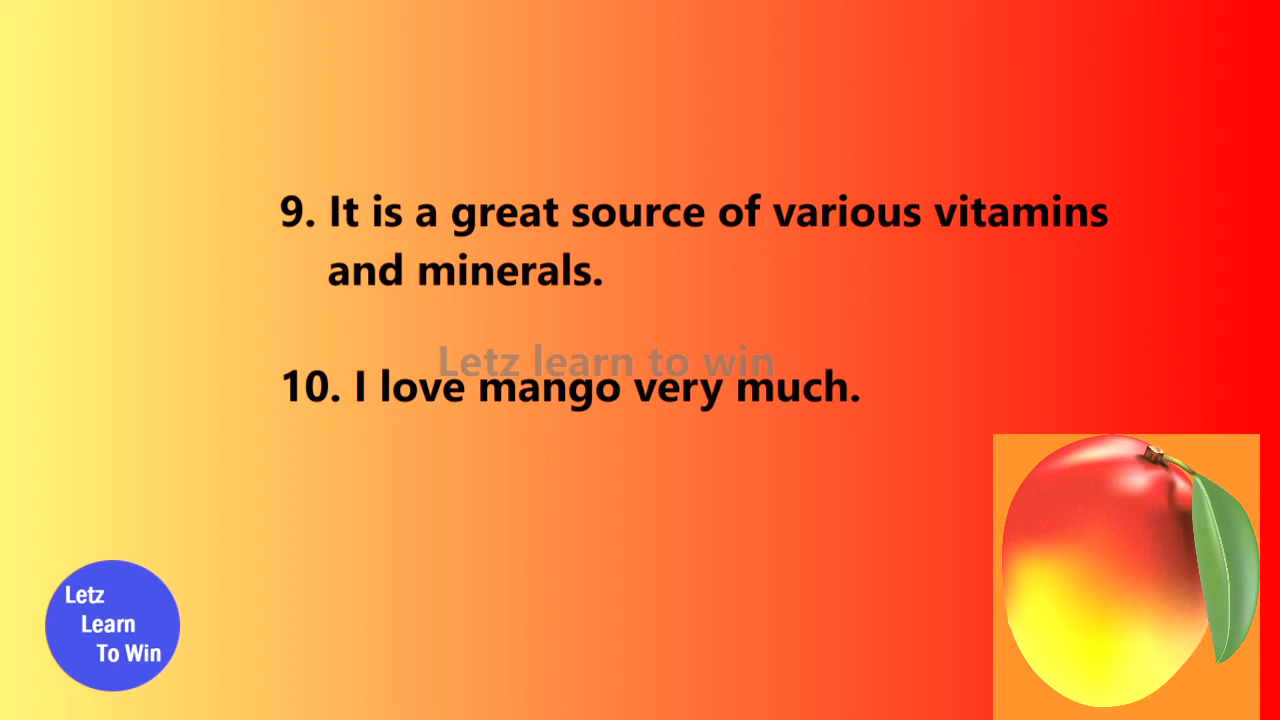 9. It is a great source of various vitamins
and minerals.
Letz learn to win
10. I love mango very much.
Letz
Learn
To Win